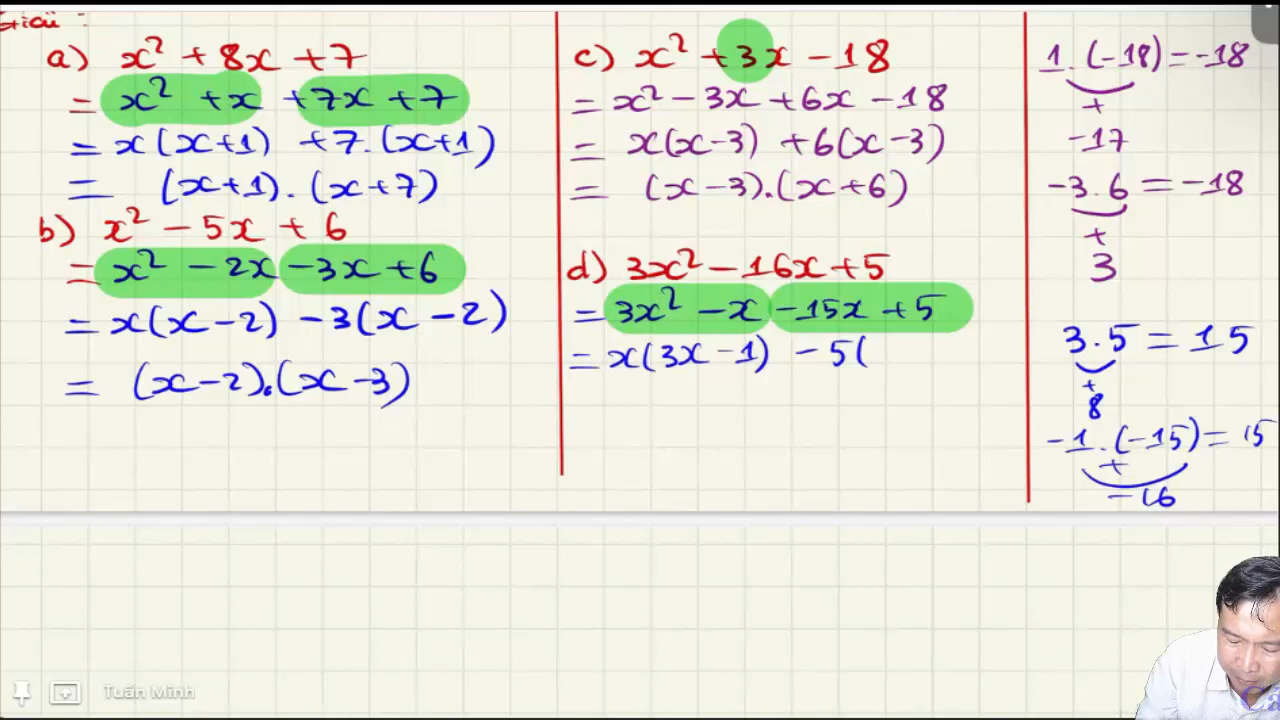 Giải:
a) x² + 8x + 7
= x² + x + 7x + 7
= x(x+1) + 7.(x+1)
= (x+1).(x+7)
b) x² - 5x + 6
= x² - 2x - 3x + 6
= x(x-2) - 3(x-2)
= (x-2).(x-3)
c) x² + 3x - 18
= x² - 3x + 6x - 18
= x(x-3) + 6(x-3)
= (x-3).(x+6)
d) 3x² - 16x + 5
= 3x² - x - 15x + 5
= x(3x-1) - 5(
1.(-18) = -18
+
-17
-3.6 = -18
+
3
3.5 = 15
+
8
-1.(-15) = 15
+
-16
Tuấn Minh